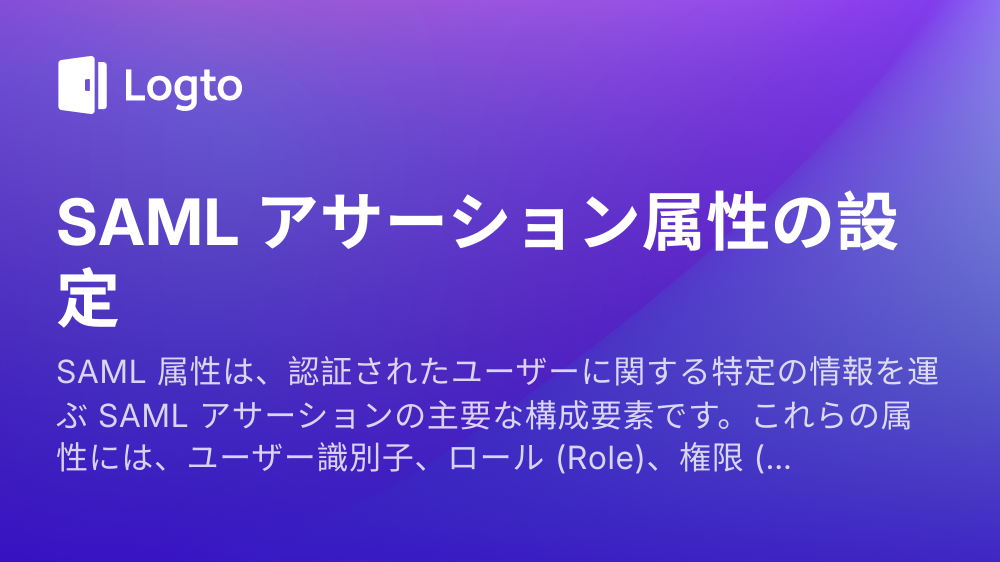 Logto
SAML アサーション属性の設
定
SAML 属性は、認証されたユーザーに関する特定の情報を運
ぶ SAML アサーションの主要な構成要素です。これらの属
性には、ユーザー識別子、ロール (Role)、権限 (...